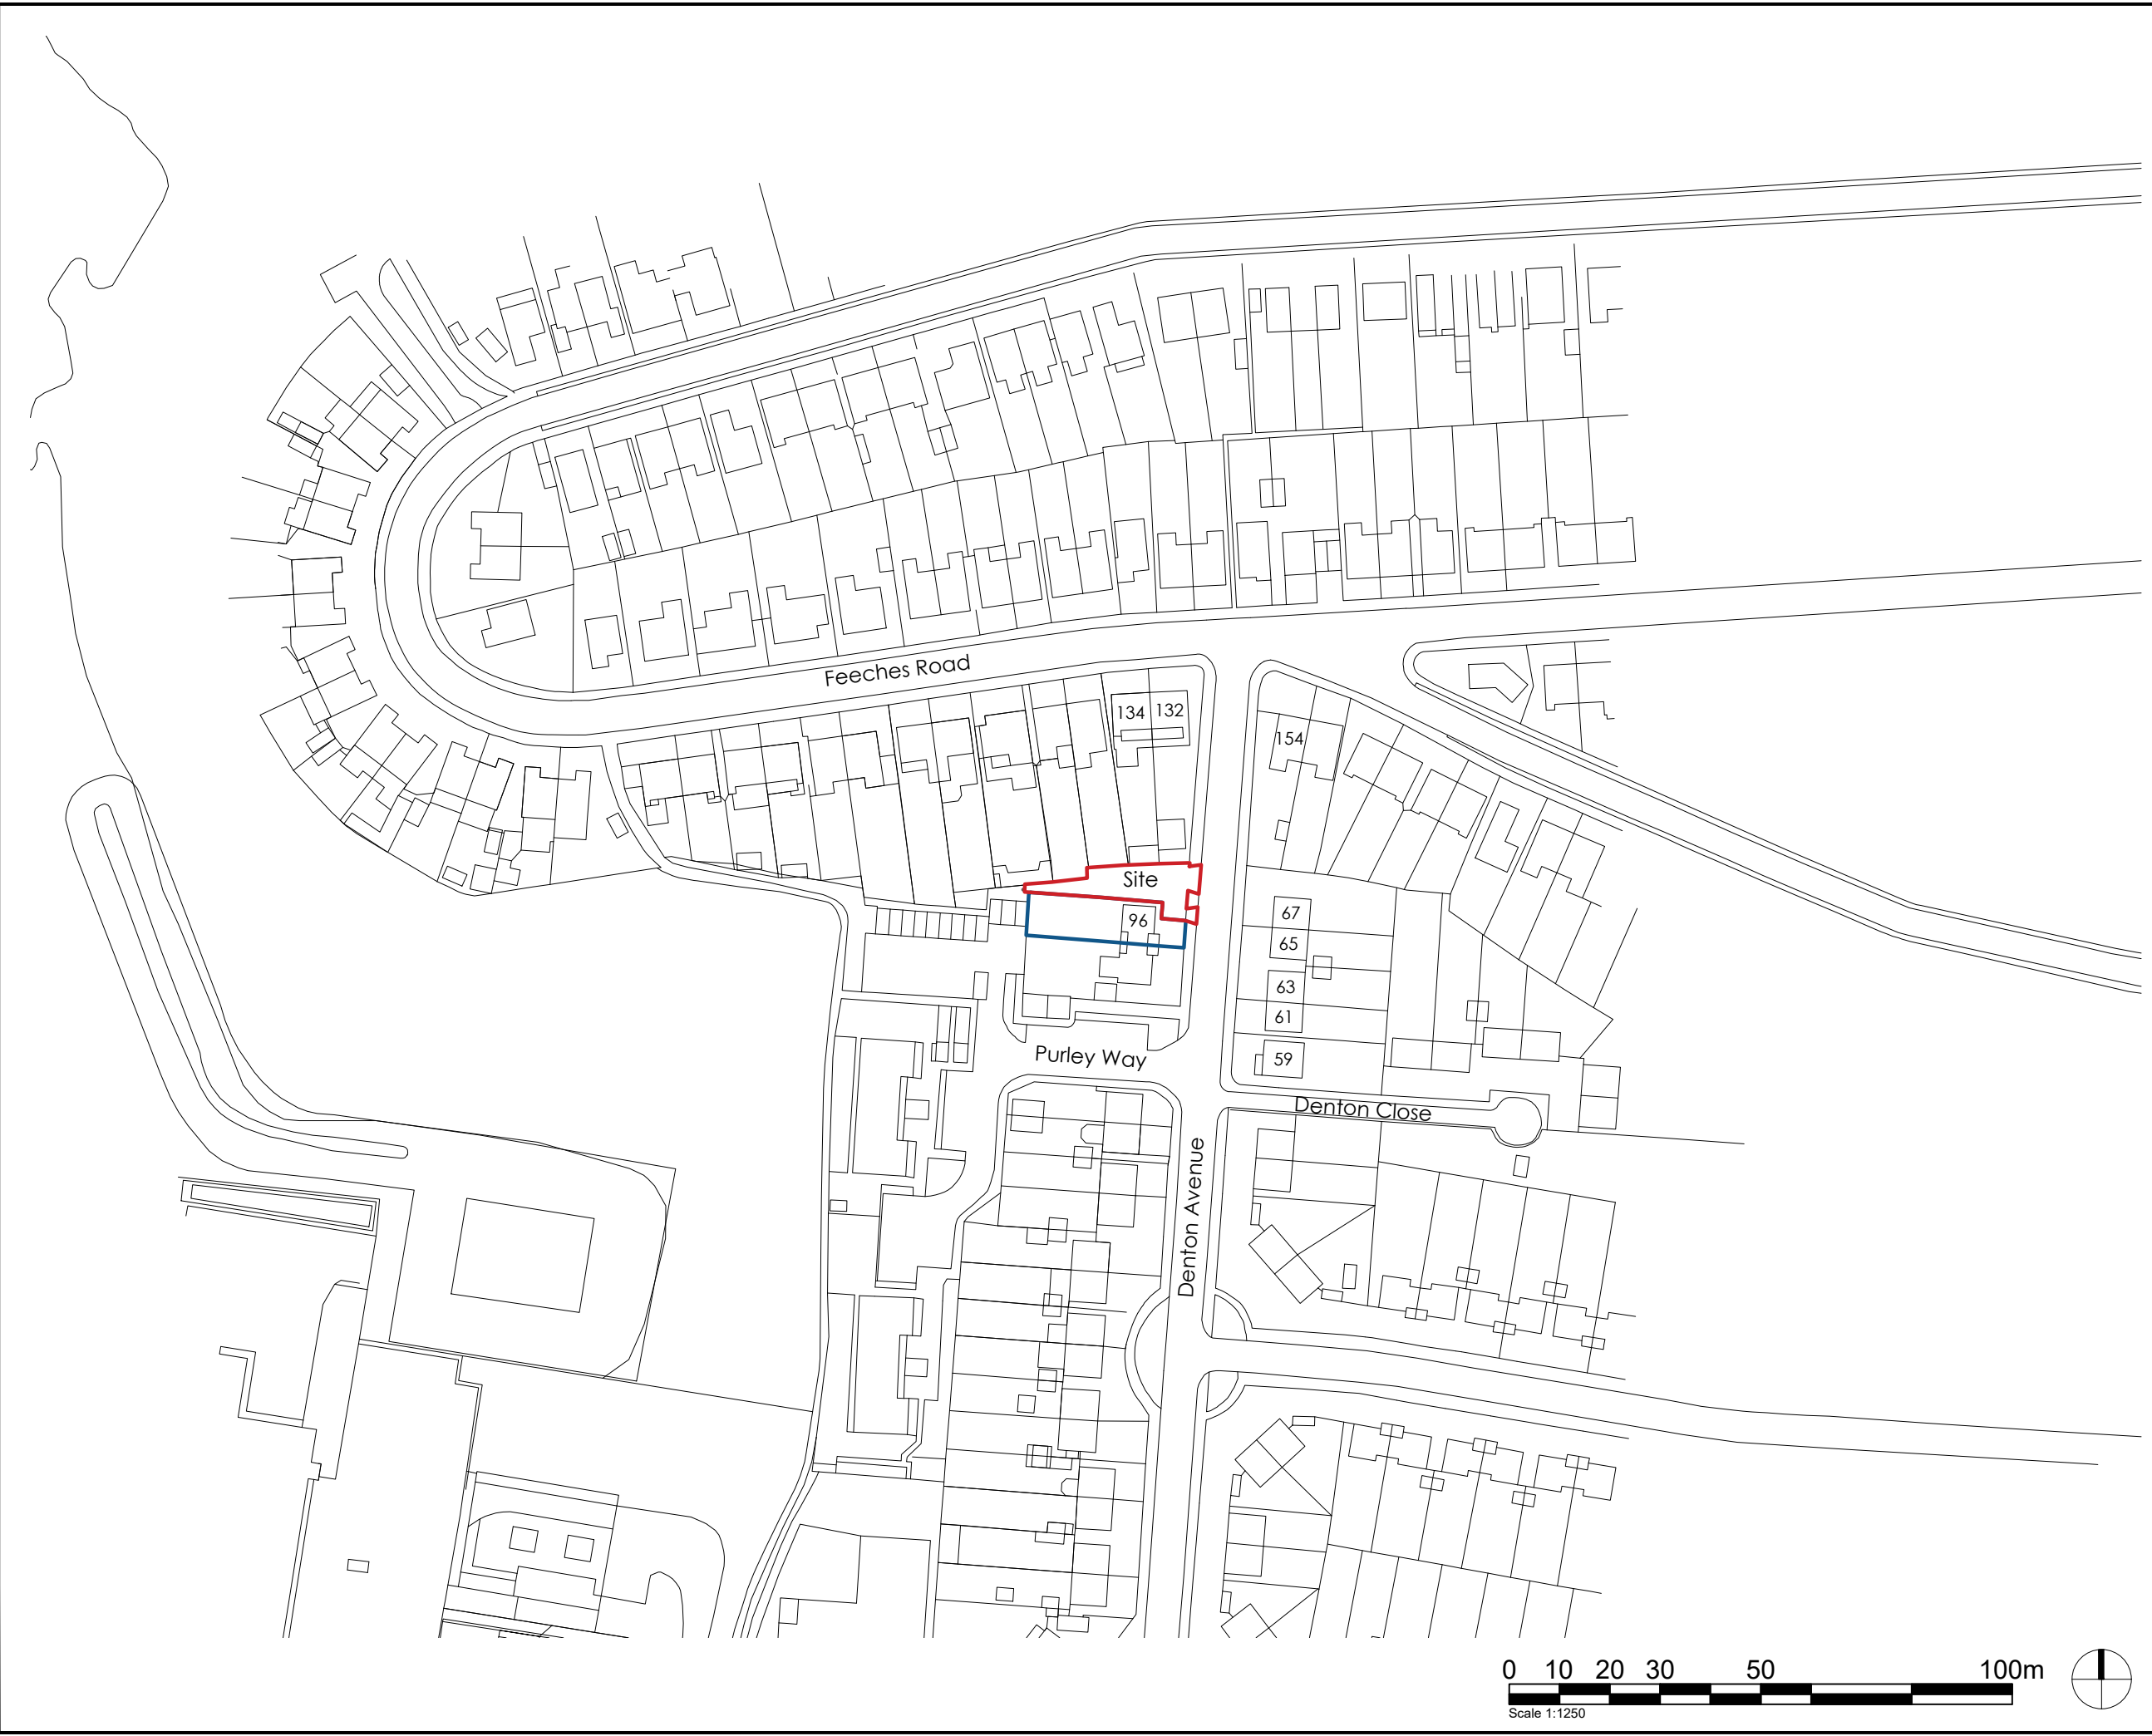 Feeches Road
134 132
154
Site
96
67
65
63
61
59
Purley Way
Denton Close
Denton Avenue
0 10 20 30 50 100m
Scale 1:1250